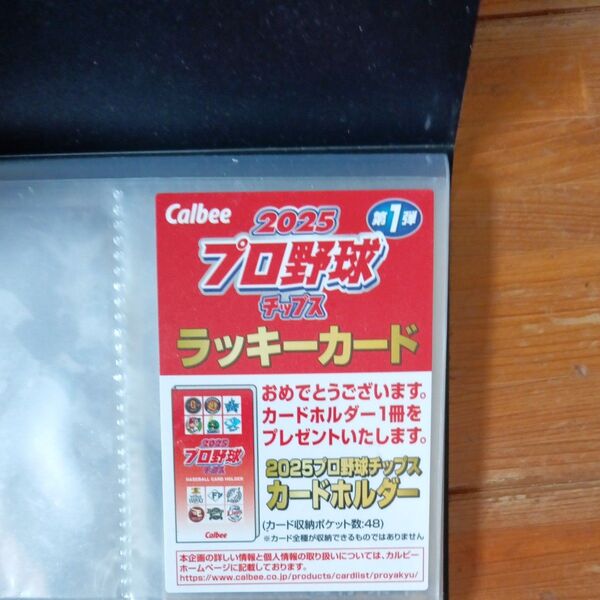 Calbee
2025
第1弾
プロ野球
チップス
ラッキーカード
おめでとうございます。
カードホルダー1冊を
プレゼントいたします。
2025
プロ野球
チップス
BASEBALL CARD HOLDER
Calbee
2025プロ野球チップス
カードホルダー
(カード収納ポケット数:48)
※カード全種が収納できるものではありません
本企画の詳しい情報と個人情報の取り扱いについては、カルビー
ホームページに記載しております。
https://www.calbee.co.jp/products/cardlist/proyakyu/